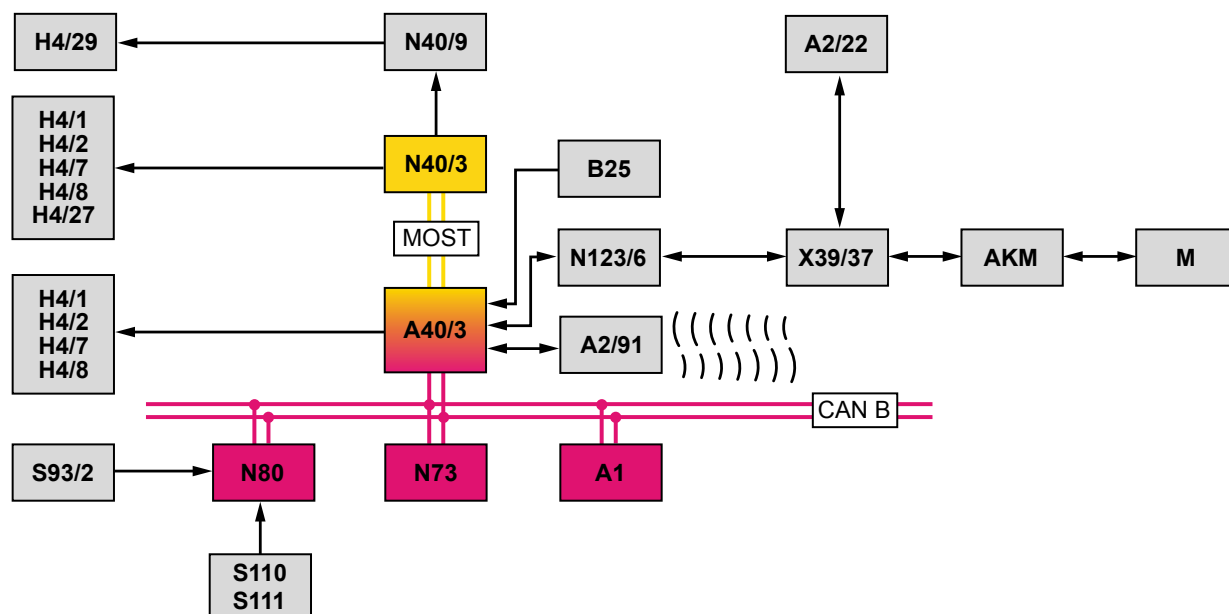 H4/29
N40/9
A2/22
H4/1
H4/2
H4/7
H4/8
H4/27
N40/3
B25
MOST
N123/6
X39/37
AKM
M
H4/1
H4/2
H4/7
H4/8
A40/3
A2/91
CAN B
S93/2
N80
N73
A1
S110
S111